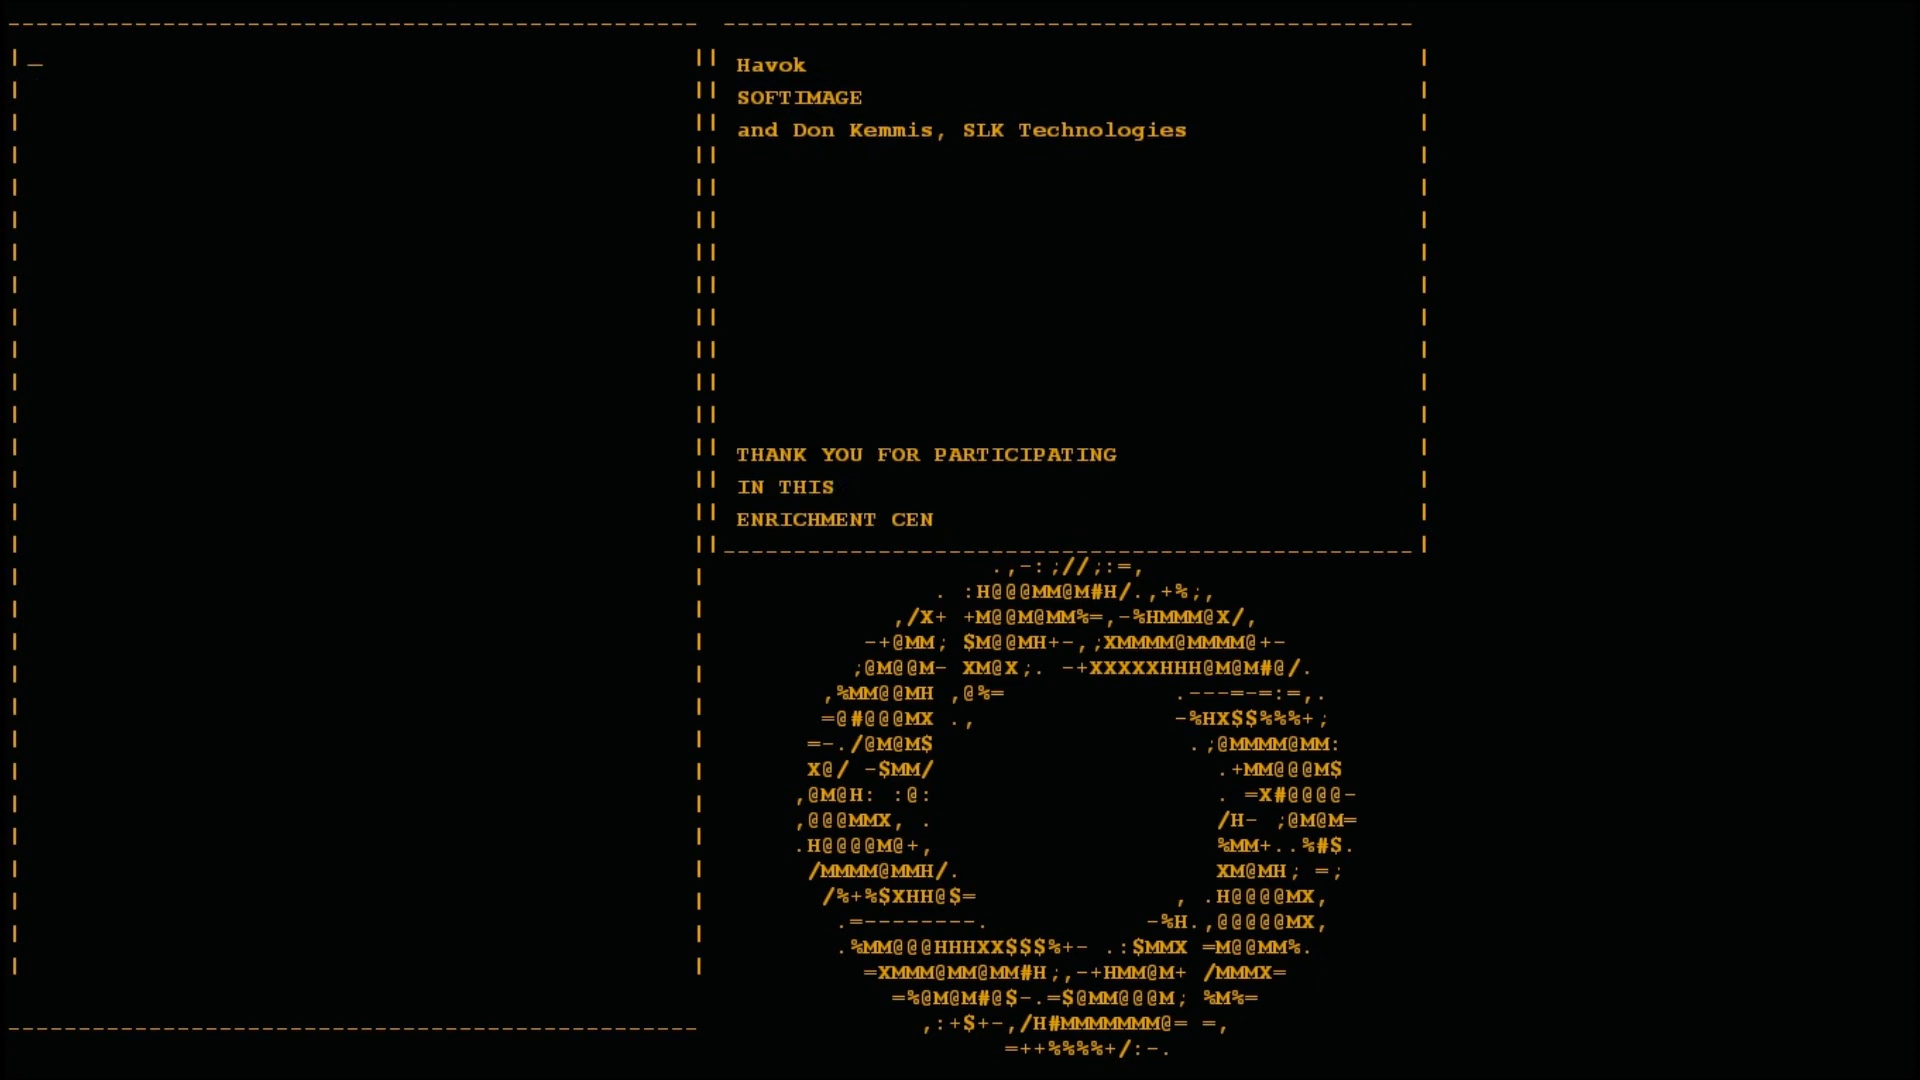 Havok
SOFTIMAGE
and Don Kemmis, SLK Technologies
THANK YOU FOR PARTICIPATING
IN THIS
ENRICHMENT CEN